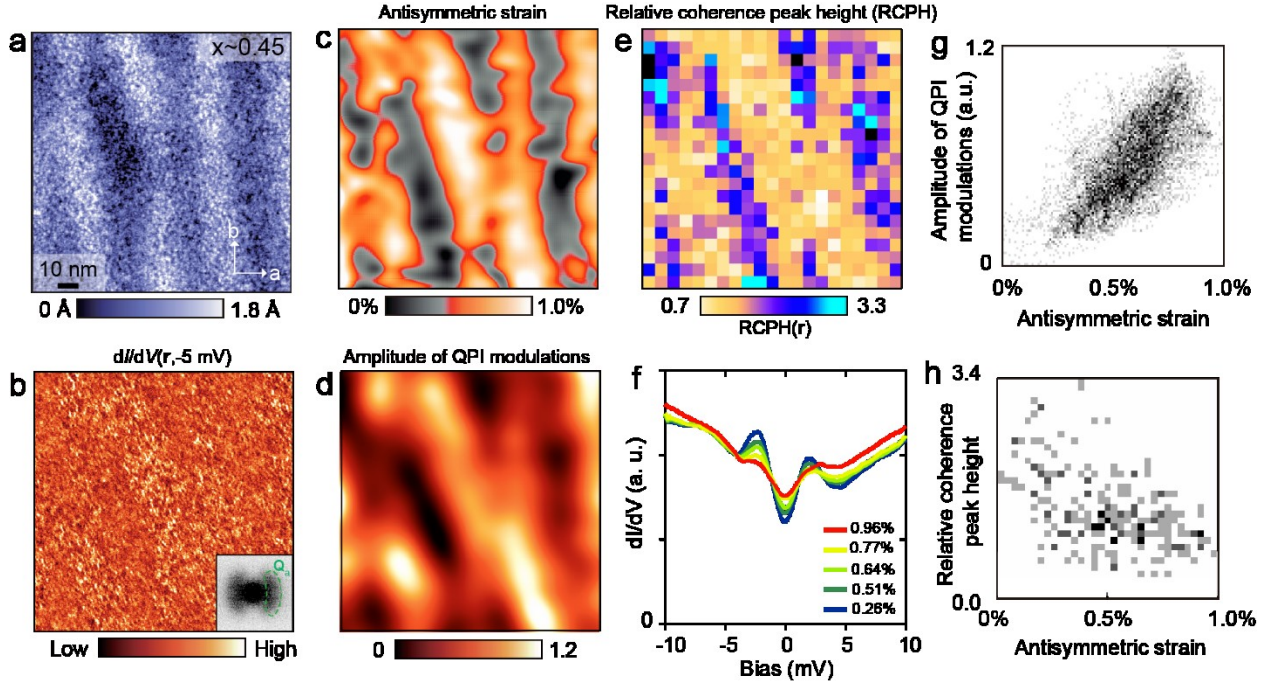 a
x~0.45
b
a
10 nm
0 Å
1.8 Å
Antisymmetric strain
c
0%
1.0%
Relative coherence peak height (RCPH)
e
0.7
3.3
RCPH(r)
g
1.2
0
Amplitude of QPI
modulations (a.u.)
0%
0.5%
1.0%
Antisymmetric strain
dI/dV(r,-5 mV)
b
Qa
Low
High
Amplitude of QPI modulations
d
0
1.2
f
dI/dV (a. u.)
0
0.96%
0.77%
0.64%
0.51%
0.26%
-10
-5
0
5
10
Bias (mV)
h
3.4
0.0
Relative coherence
peak height
0%
0.5%
1.0%
Antisymmetric strain